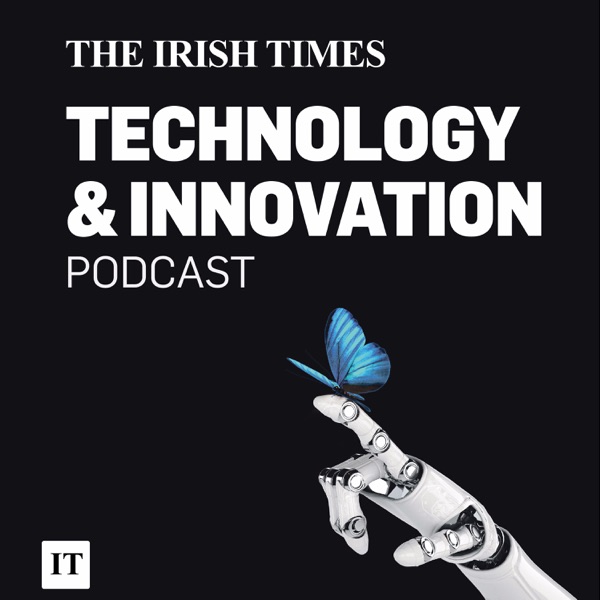 THE IRISH TIMES
TECHNOLOGY
& INNOVATION
PODCAST
IT